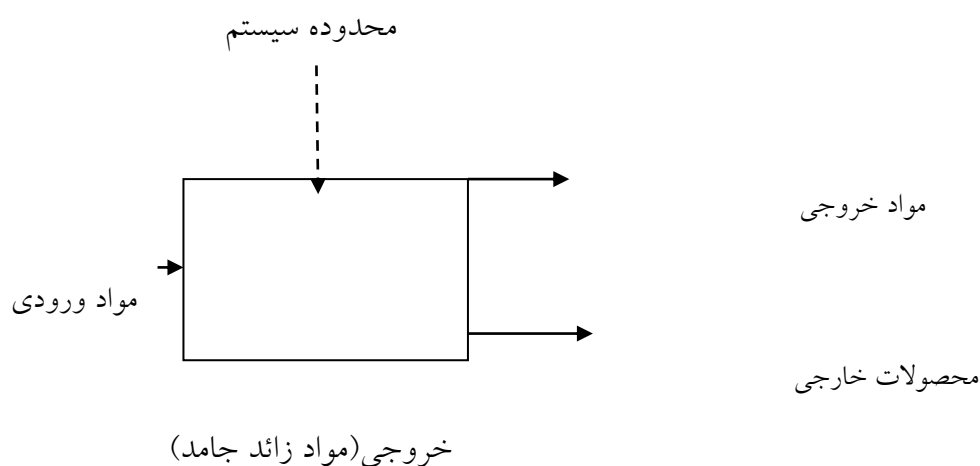 محدوده سیستم
مواد خروجی
مواد ورودی
محصولات خارجی
خروجی(مواد زائد جامد)